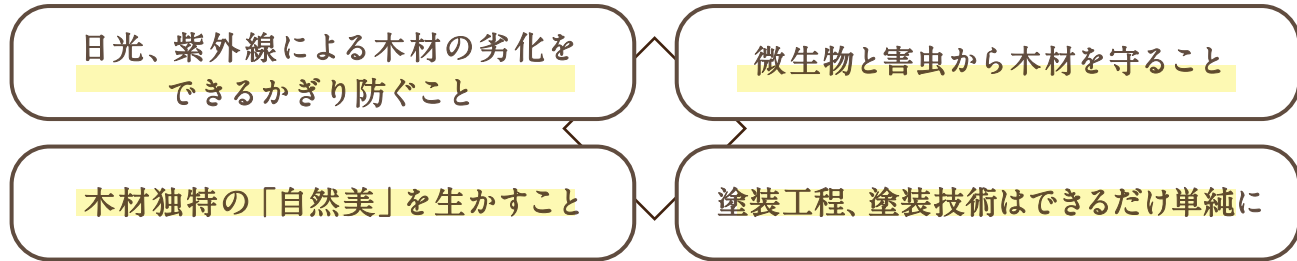 日光、紫外線による木材の劣化を
できるかぎり防ぐこと
微生物と害虫から木材を守ること
木材独特の「自然美」を生かすこと
塗装工程、塗装技術はできるだけ単純に